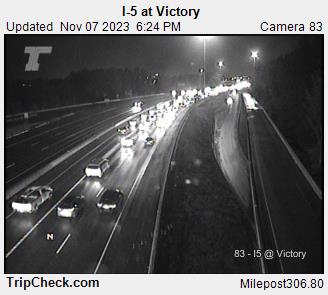 I-5 at Victory
Updated Nov 07 2023 6:24 PM Camera 83
T
N
83 - I5 @ Victory
TripCheck.com Milepost306.80